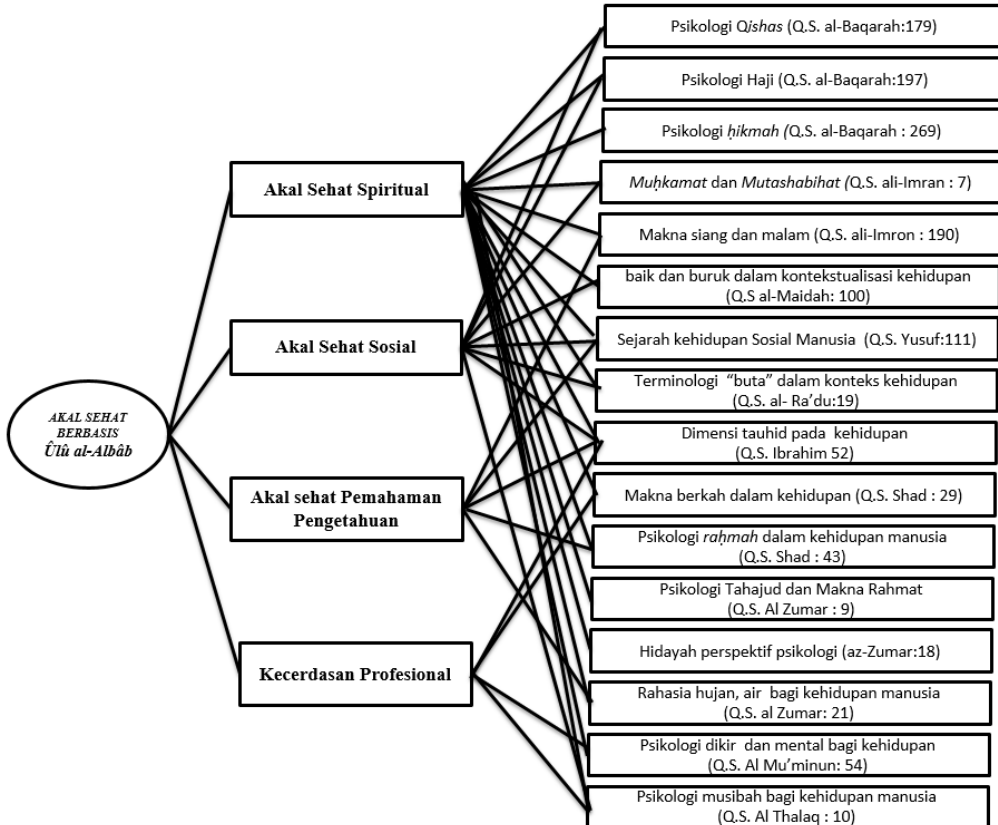 AKAL SEHAT
BERBASIS
Ûlû al-Albâb
Akal Sehat Spiritual
Akal Sehat Sosial
Akal sehat Pemahaman
Pengetahuan
Kecerdasan Profesional
Psikologi Qishas (Q.S. al-Baqarah:179)
Psikologi Haji (Q.S. al-Baqarah:197)
Psikologi ḥikmah (Q.S. al-Baqarah : 269)
Muḥkamat dan Mutashabihat (Q.S. ali-Imran : 7)
Makna siang dan malam (Q.S. ali-Imron : 190)
baik dan buruk dalam kontekstualisasi kehidupan
(Q.S al-Maidah: 100)
Sejarah kehidupan Sosial Manusia (Q.S. Yusuf:111)
Terminologi “buta” dalam konteks kehidupan
(Q.S. al- Ra’du:19)
Dimensi tauhid pada kehidupan
(Q.S. Ibrahim 52)
Makna berkah dalam kehidupan (Q.S. Shad : 29)
Psikologi raḥmah dalam kehidupan manusia
(Q.S. Shad : 43)
Psikologi Tahajud dan Makna Rahmat
(Q.S. Al Zumar : 9)
Hidayah perspektif psikologi (az-Zumar:18)
Rahasia hujan, air bagi kehidupan manusia
(Q.S. al Zumar: 21)
Psikologi dikir dan mental bagi kehidupan
(Q.S. Al Mu’minun: 54)
Psikologi musibah bagi kehidupan manusia
(Q.S. Al Thalaq : 10)